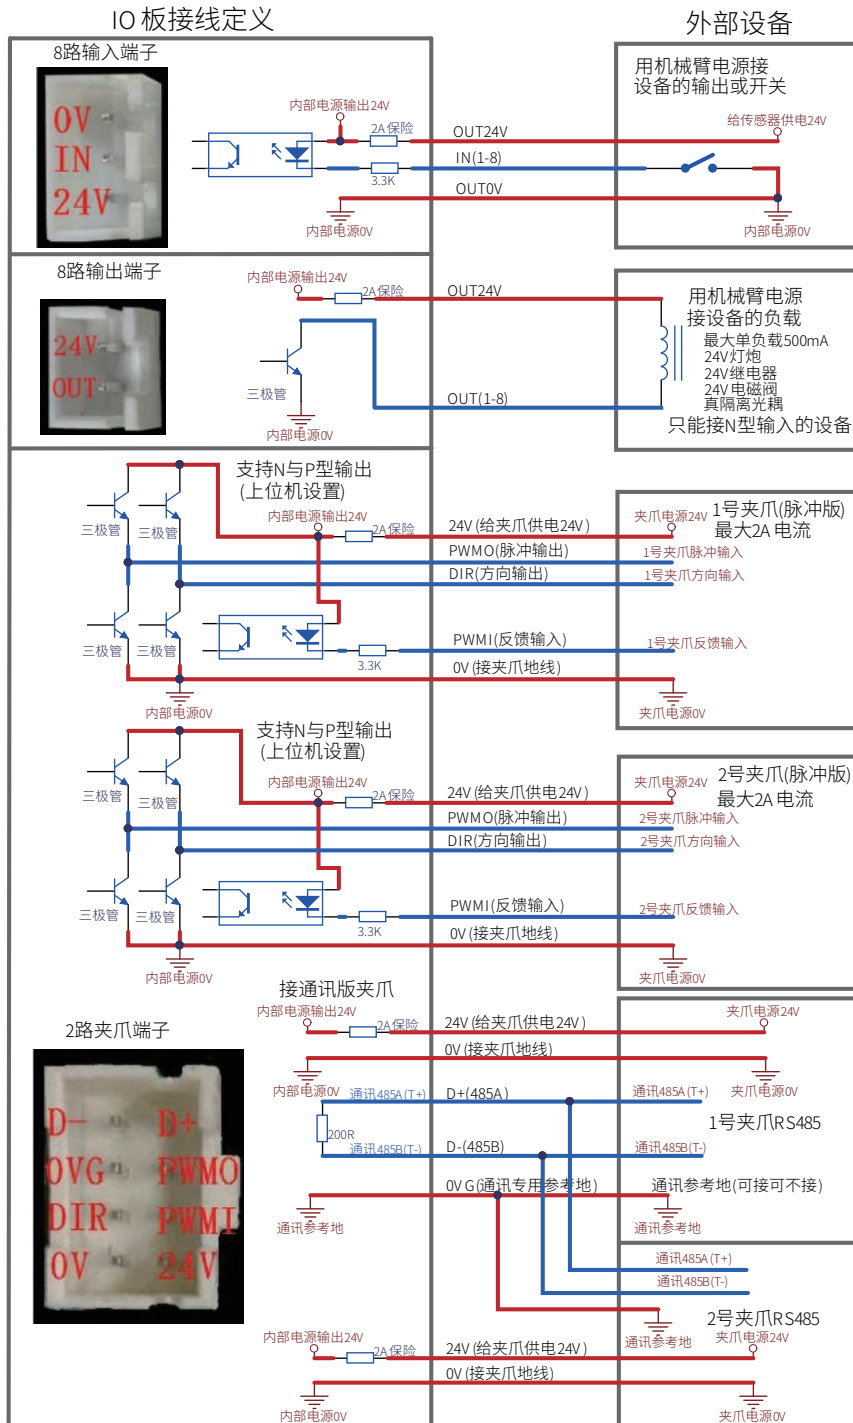 IO 板接线定义
外部设备
8路输入端子
0V
IN
24V
内部电源输出24V
2A保险
3.3K
内部电源0V
OUT24V
IN(1-8)
OUT0V
用机械臂电源接
设备的输出或开关
给传感器供电24V
内部电源0V
8路输出端子
24V
OUT
内部电源输出24V
2A保险
三极管
内部电源0V
OUT24V
OUT(1-8)
用机械臂电源
接设备的负载
最大单负载500mA
24V灯炮
24V继电器
24V电磁阀
真隔离光耦
只能接N型输入的设备
支持N与P型输出
(上位机设置)
内部电源输出24V
2A保险
三极管
三极管
三极管
三极管
3.3K
内部电源0V
24V(给夹爪供电24V)
PWMO(脉冲输出)
DIR(方向输出)
PWMI(反馈输入)
0V(接夹爪地线)
夹爪电源24V
1号夹爪(脉冲版)
最大2A电流
1号夹爪脉冲输入
1号夹爪方向输入
1号夹爪反馈输入
夹爪电源0V
支持N与P型输出
(上位机设置)
内部电源输出24V
2A保险
三极管
三极管
三极管
三极管
3.3K
内部电源0V
24V(给夹爪供电24V)
PWMO(脉冲输出)
DIR(方向输出)
PWMI(反馈输入)
0V(接夹爪地线)
夹爪电源24V
2号夹爪(脉冲版)
最大2A电流
2号夹爪脉冲输入
2号夹爪方向输入
2号夹爪反馈输入
夹爪电源0V
2路夹爪端子
D- D+
0VG PWMO
DIR PWMI
0V 24V
接通讯版夹爪
内部电源输出24V
2A保险
内部电源0V
通讯485A(T+)
200R
通讯485B(T-)
通讯参考地
24V(给夹爪供电24V)
0V(接夹爪地线)
D+(485A)
D-(485B)
0VG(通讯专用参考地)
夹爪电源24V
夹爪电源0V
通讯485A(T+)
1号夹爪RS485
通讯485B(T-)
通讯参考地(可接可不接)
通讯参考地
通讯485A(T+)
通讯485B(T-)
2号夹爪RS485
通讯参考地
夹爪电源24V
内部电源输出24V
2A保险
24V(给夹爪供电24V)
0V(接夹爪地线)
内部电源0V
夹爪电源0V